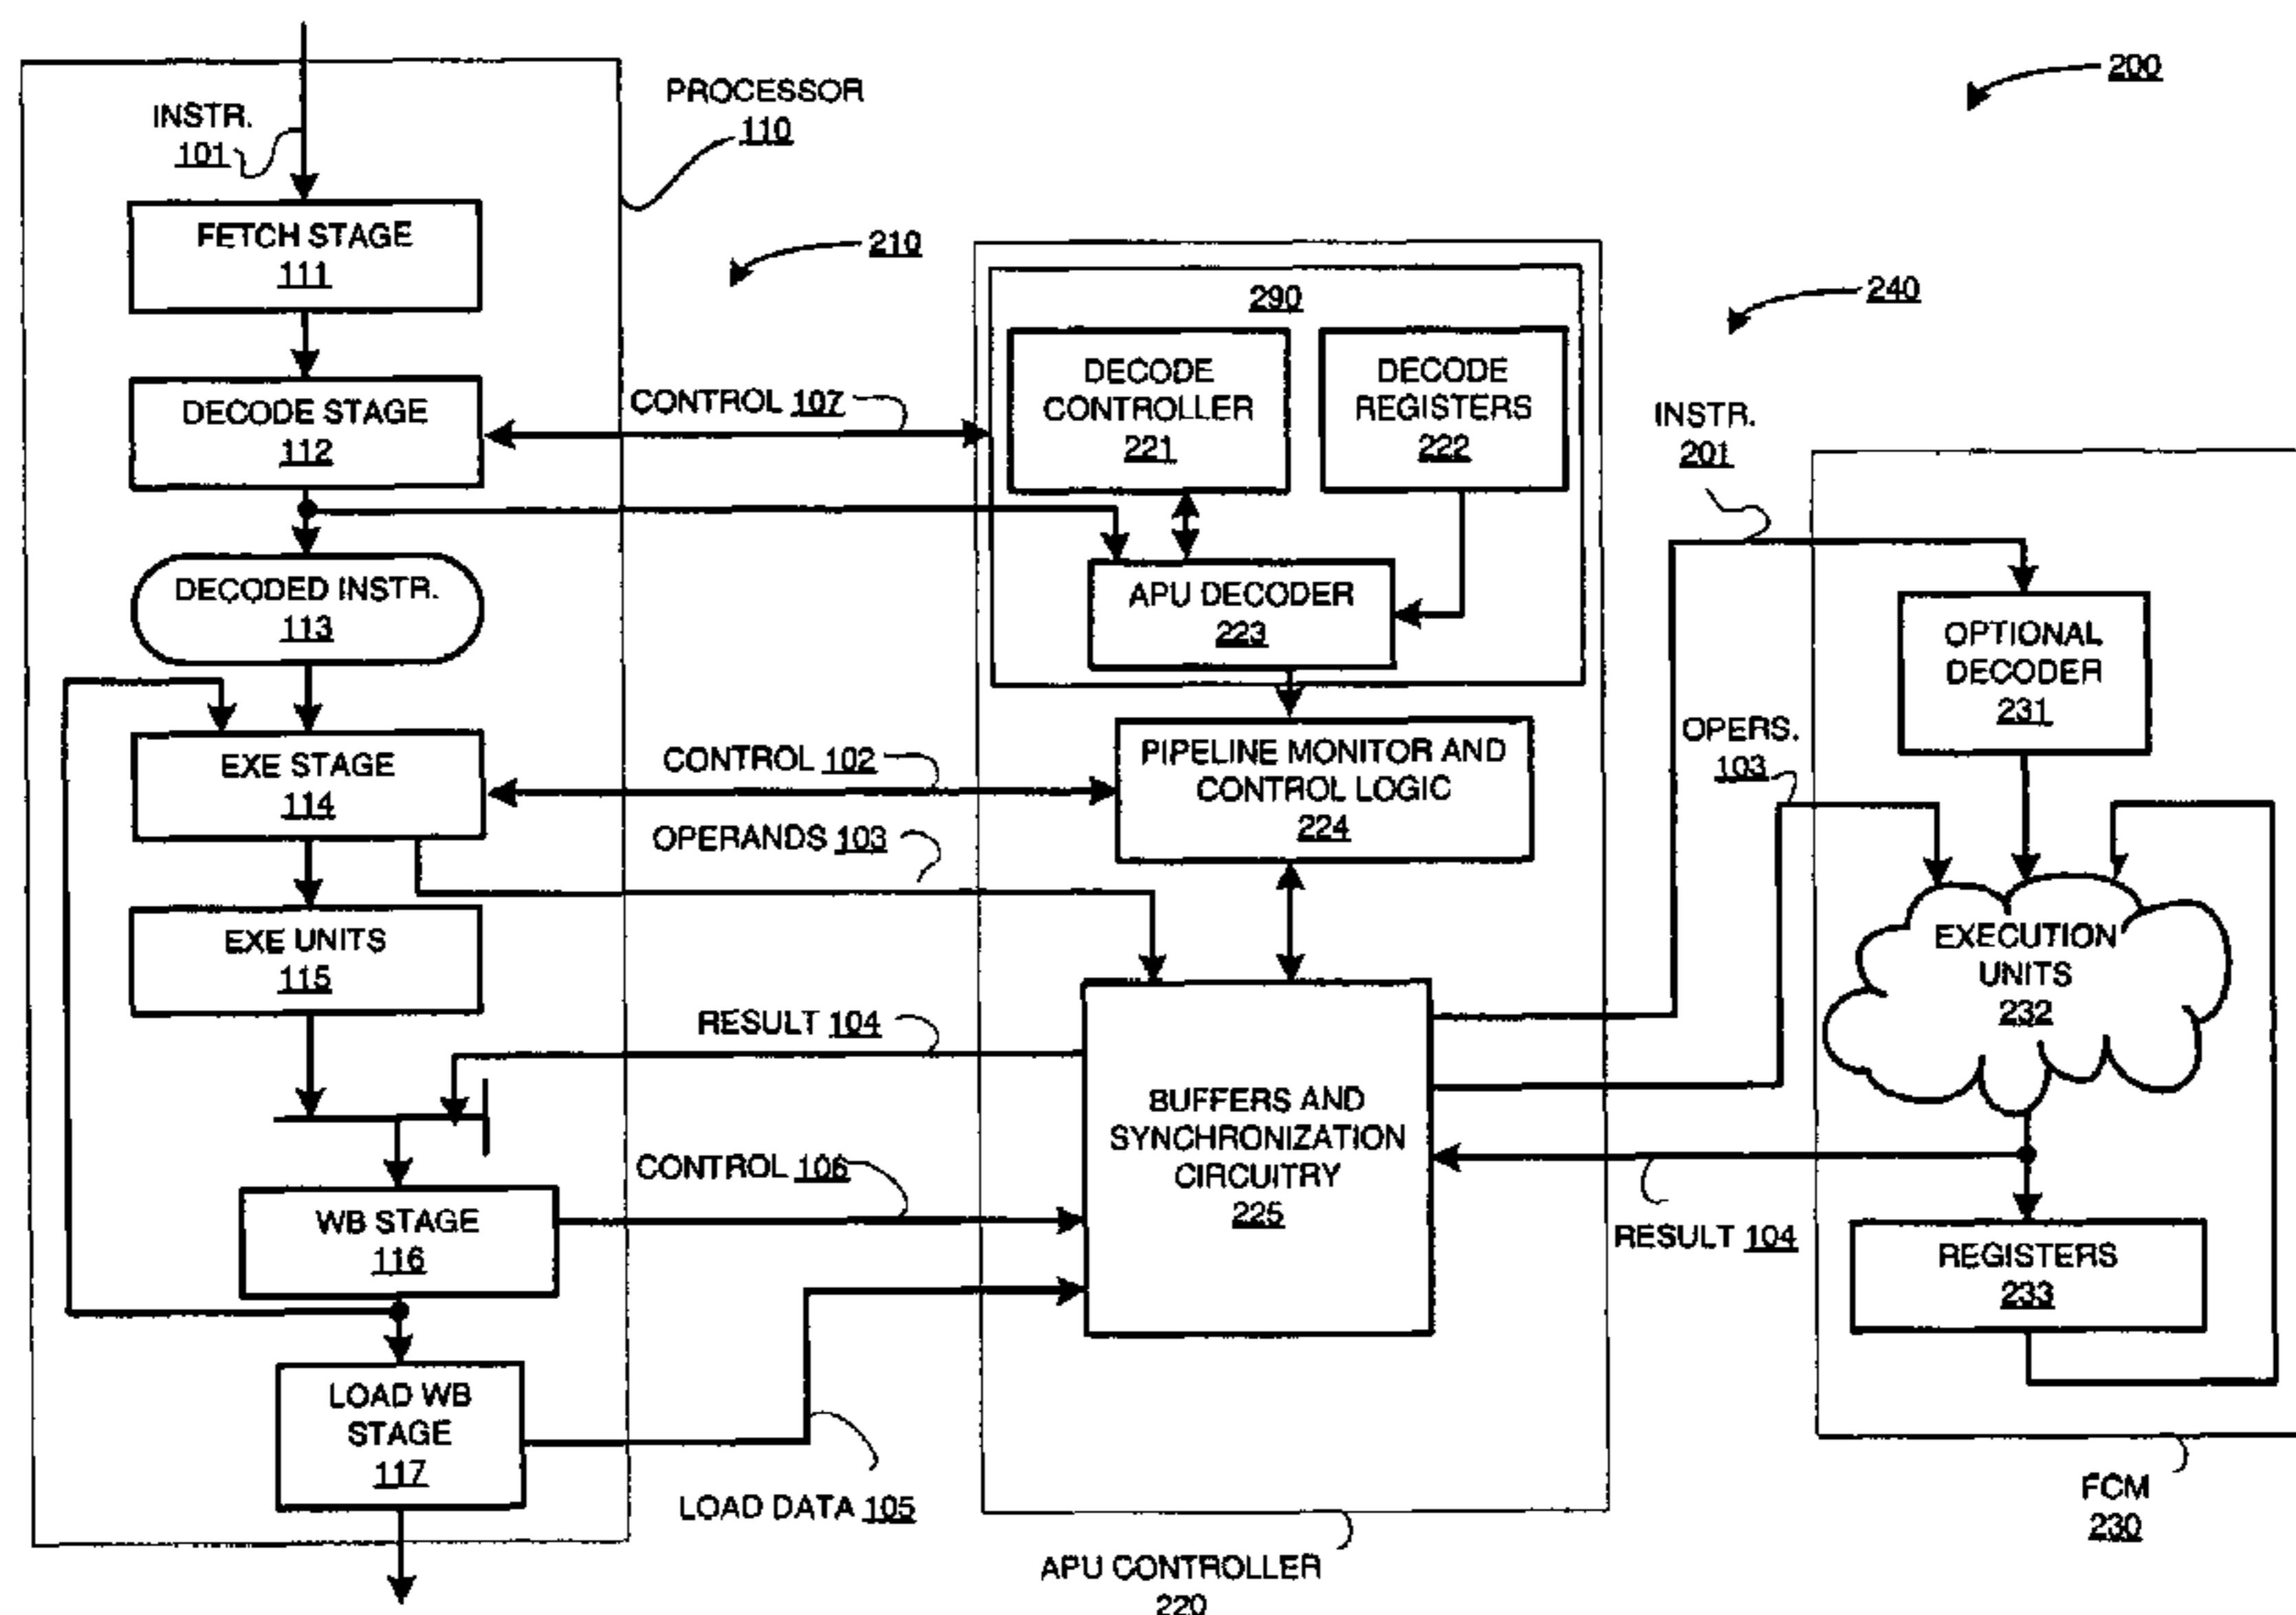 200
PROCESSOR
110
INSTR.
101
FETCH STAGE
111
DECODE STAGE
112
DECODED INSTR.
113
EXE STAGE
114
EXE UNITS
115
WB STAGE
116
LOAD WB
STAGE
117
210
CONTROL 107
CONTROL 102
OPERANDS 103
RESULT 104
CONTROL 106
LOAD DATA 105
290
DECODE
CONTROLLER
221
DECODE
REGISTERS
222
APU DECODER
223
PIPELINE MONITOR AND
CONTROL LOGIC
224
BUFFERS AND
SYNCHRONIZATION
CIRCUITRY
225
APU CONTROLLER
220
240
INSTR.
201
OPERS.
103
RESULT 104
OPTIONAL
DECODER
231
EXECUTION
UNITS
232
REGISTERS
233
FCM
230